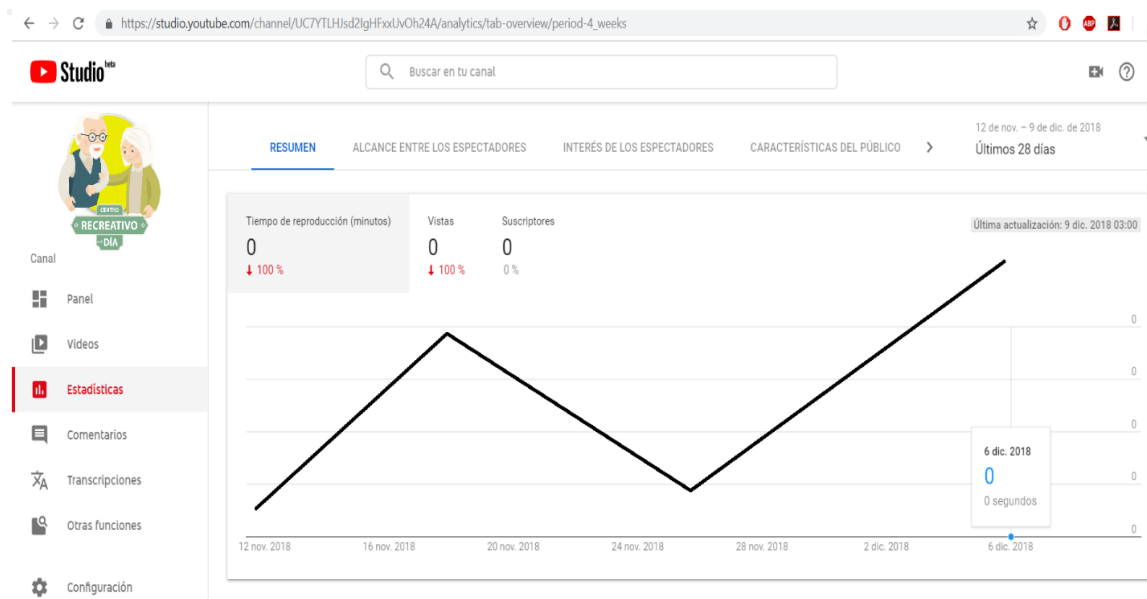 https://studio.youtube.com/channel/UC7YTLHJsd2IgHFxxUvOh24A/analytics/tab-overview/period-4_weeks
ABP
Studio beta
Buscar en tu canal
CENTRO
RECREATIVO
DÍA
Canal
Panel
Videos
Estadísticas
Comentarios
Transcripciones
Otras funciones
Configuración
RESUMEN
ALCANCE ENTRE LOS ESPECTADORES
INTERÉS DE LOS ESPECTADORES
CARACTERÍSTICAS DEL PÚBLICO
12 de nov. – 9 de dic. de 2018
Últimos 28 días
Tiempo de reproducción (minutos)
0
100 %
Vistas
0
100 %
Suscriptores
0
0 %
Última actualización: 9 dic. 2018 03:00
0
0
0
0
0
6 dic. 2018
0
0 segundos
12 nov. 2018
16 nov. 2018
20 nov. 2018
24 nov. 2018
28 nov. 2018
2 dic. 2018
6 dic. 2018